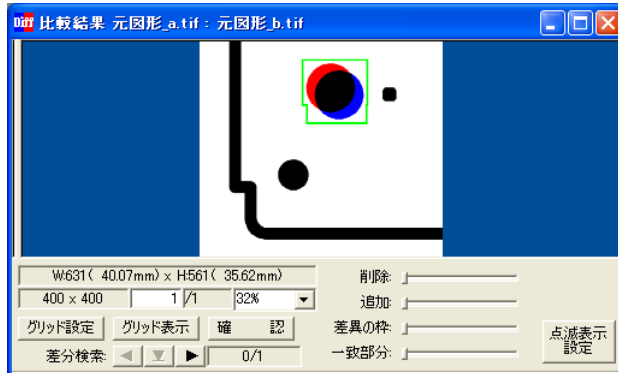 Diff 比較結果 元図形_a.tif : 元図形_b.tif
W:631( 40.07mm) x H:561( 35.62mm)
400 x 400 1 /1 32%
グリッド設定 グリッド表示 確 認
差分検索: 0/1
削除:
追加:
差異の枠:
一致部分:
点滅表示
設定